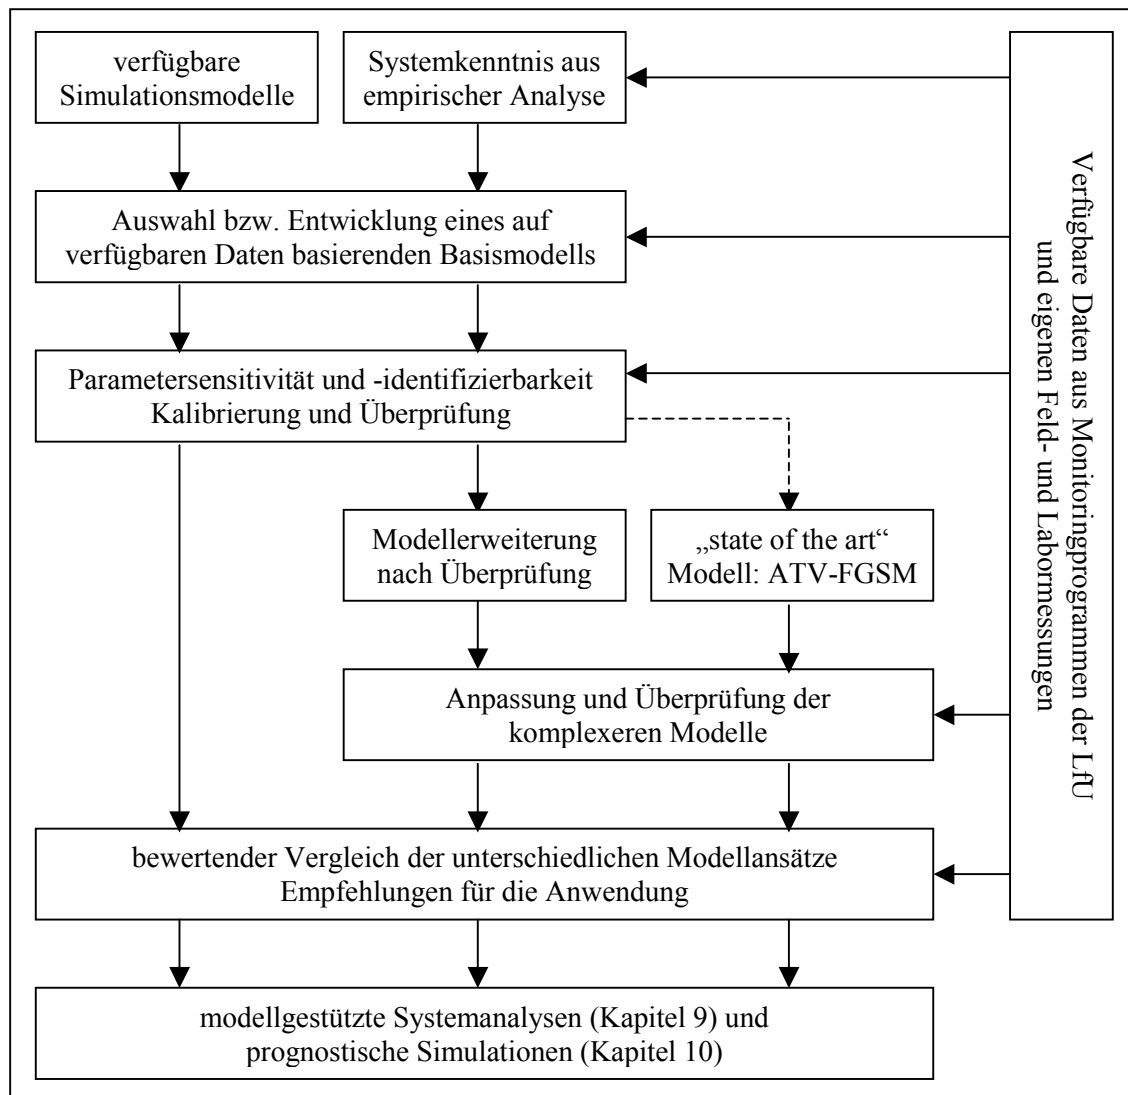 verfügbare
Simulationsmodelle
Systemkenntnis aus
empirischer Analyse
Auswahl bzw. Entwicklung eines auf
verfügbaren Daten basierenden Basismodells
Parametersensitivität und -identifizierbarkeit
Kalibrierung und Überprüfung
Modellerweiterung
nach Überprüfung
„state of the art“
Modell: ATV-FGSM
Anpassung und Überprüfung der
komplexeren Modelle
bewertender Vergleich der unterschiedlichen Modellansätze
Empfehlungen für die Anwendung
modellgestützte Systemanalysen (Kapitel 9) und
prognostische Simulationen (Kapitel 10)
Verfügbare Daten aus Monitoringprogrammen der LfU
und eigenen Feld- und Labormessungen